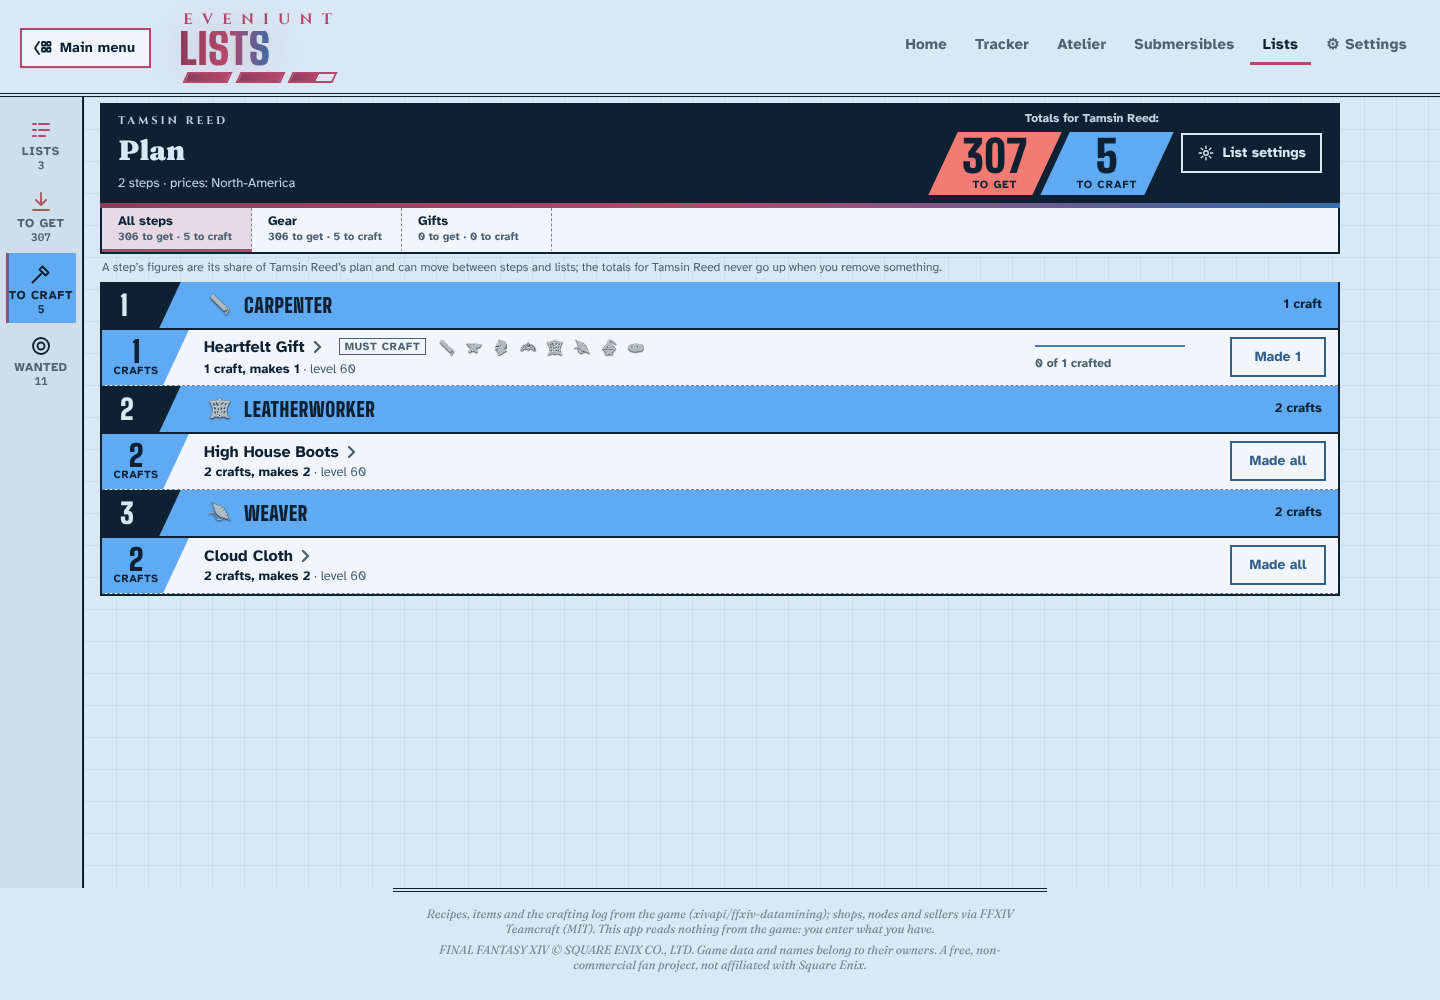 Main menu
EVENIUNT
LISTS
Home
Tracker
Atelier
Submersibles
Lists
Settings
LISTS
3
TO GET
307
TO CRAFT
5
WANTED
11
TAMSIN REED
Plan
2 steps · prices: North-America
Totals for Tamsin Reed:
307
TO GET
5
TO CRAFT
List settings
All steps
306 to get · 5 to craft
Gear
306 to get · 5 to craft
Gifts
0 to get · 0 to craft
A step's figures are its share of Tamsin Reed's plan and can move between steps and lists; the totals for Tamsin Reed never go up when you remove something.
1
CARPENTER
1 craft
1
CRAFTS
Heartfelt Gift
MUST CRAFT
1 craft, makes 1 · level 60
0 of 1 crafted
Made 1
2
LEATHERWORKER
2 crafts
2
CRAFTS
High House Boots
2 crafts, makes 2 · level 60
Made all
3
WEAVER
2 crafts
2
CRAFTS
Cloud Cloth
2 crafts, makes 2 · level 60
Made all
Recipes, items and the crafting log from the game (xivapi/ffxiv-datamining); shops, nodes and sellers via FFXIV
Teamcraft (MIT). This app reads nothing from the game: you enter what you have.
FINAL FANTASY XIV © SQUARE ENIX CO., LTD. Game data and names belong to their owners. A free, non-
commercial fan project, not affiliated with Square Enix.